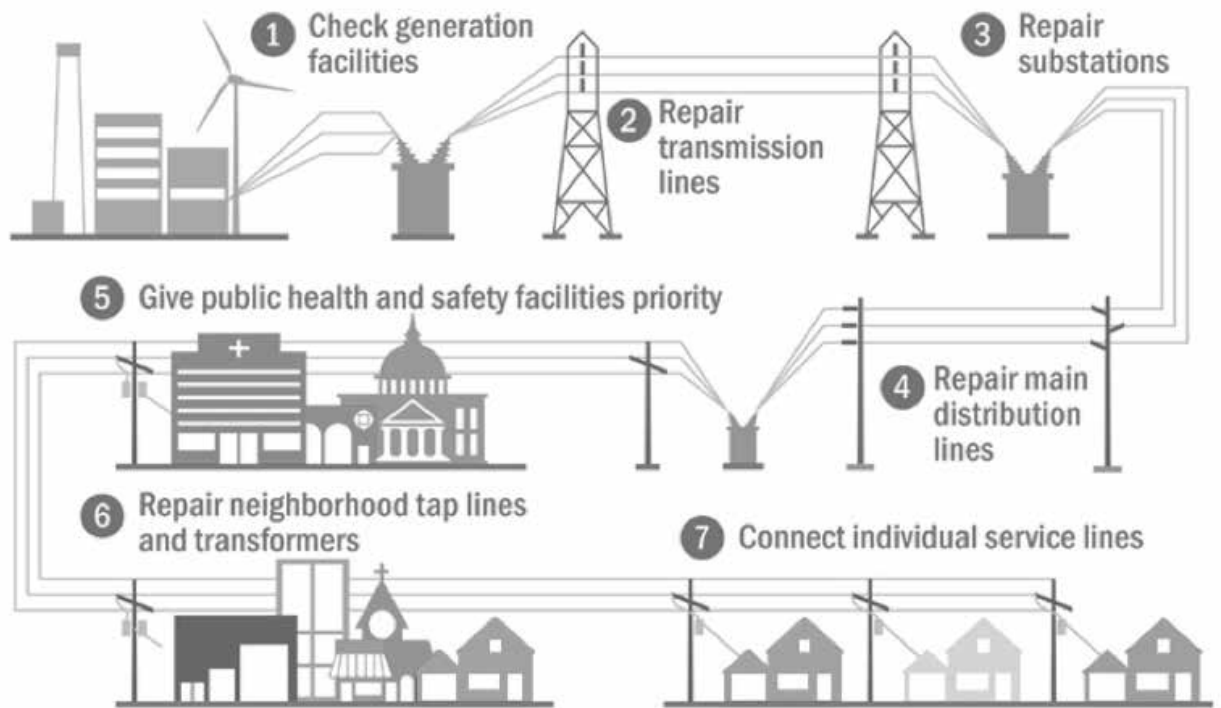 1 Check generation
facilities
2 Repair
transmission
lines
3 Repair
substations
4 Repair main
distribution
lines
5 Give public health and safety facilities priority
6 Repair neighborhood tap lines
and transformers
7 Connect individual service lines